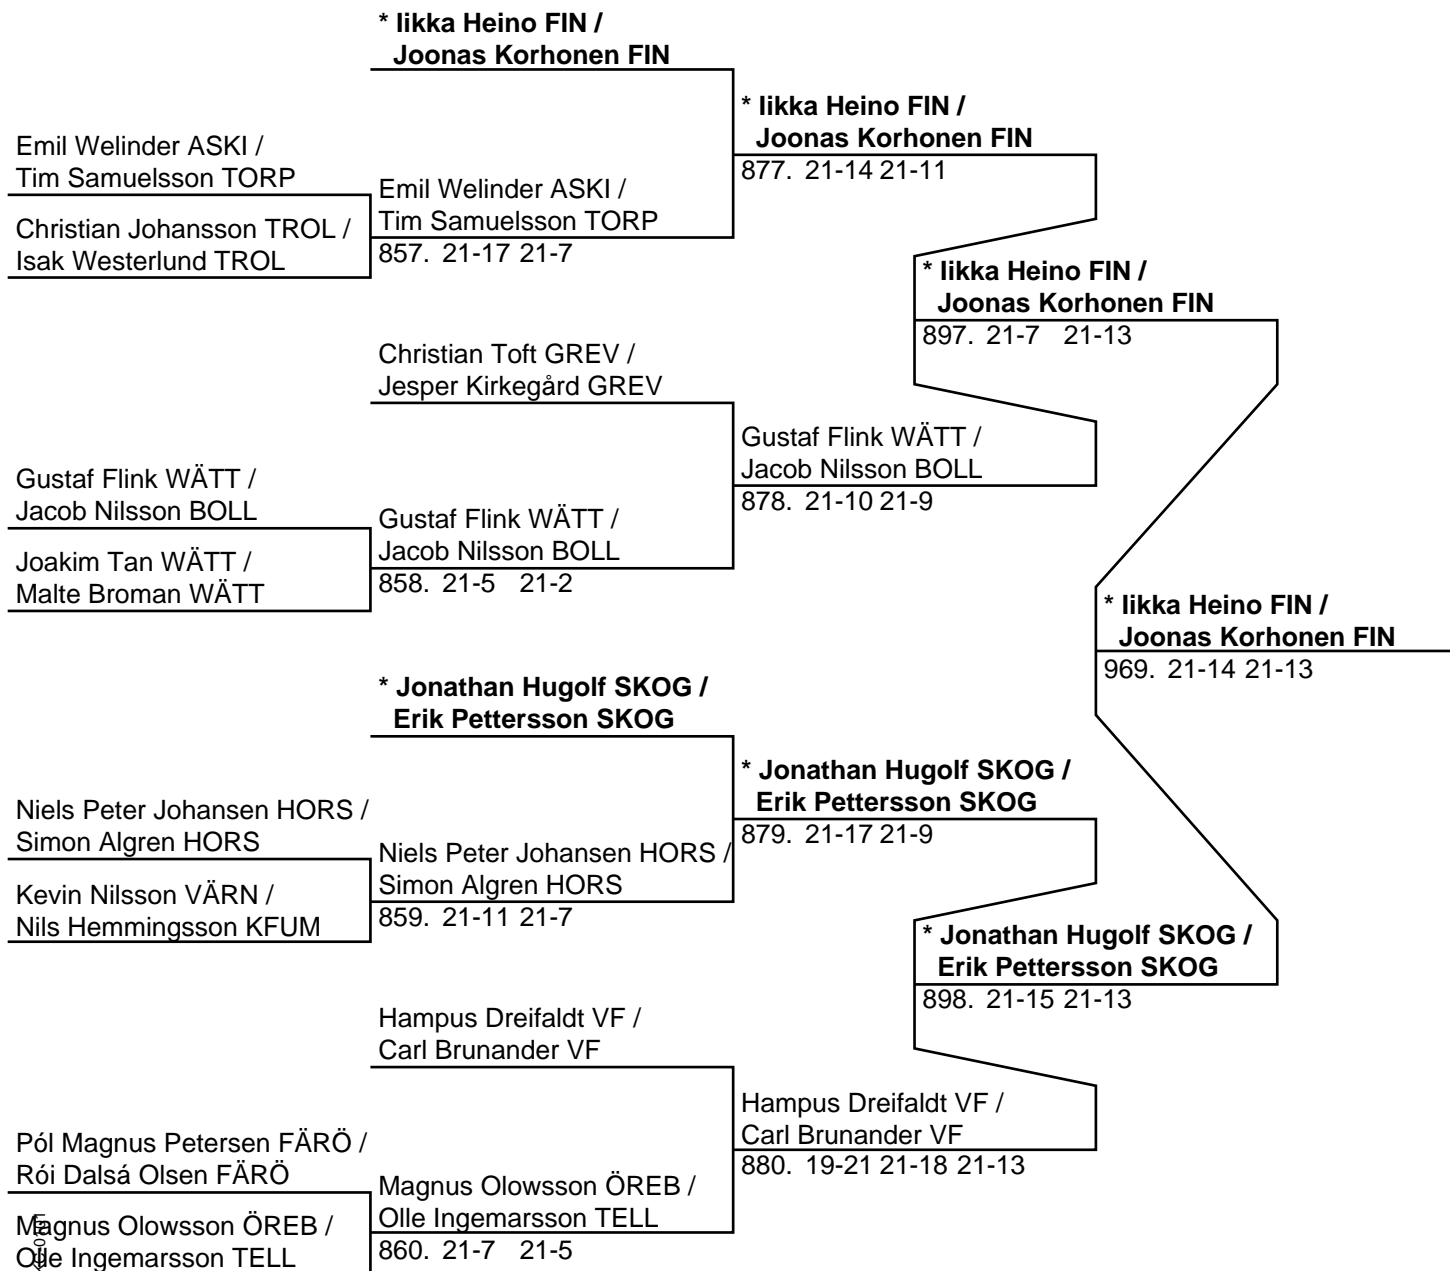 * Iikka Heino FIN /
Joonas Korhonen FIN
* Iikka Heino FIN /
Joonas Korhonen FIN
877. 21-14 21-11
Emil Welinder ASKI /
Tim Samuelsson TORP
Emil Welinder ASKI /
Tim Samuelsson TORP
857. 21-17 21-7
Christian Johansson TROL /
Isak Westerlund TROL
* Iikka Heino FIN /
Joonas Korhonen FIN
897. 21-7 21-13
Christian Toft GREV /
Jesper Kirkegård GREV
Gustaf Flink WÄTT /
Jacob Nilsson BOLL
878. 21-10 21-9
Gustaf Flink WÄTT /
Jacob Nilsson BOLL
Gustaf Flink WÄTT /
Jacob Nilsson BOLL
858. 21-5 21-2
Joakim Tan WÄTT /
Malte Broman WÄTT
* Iikka Heino FIN /
Joonas Korhonen FIN
969. 21-14 21-13
* Jonathan Hugolf SKOG /
Erik Pettersson SKOG
* Jonathan Hugolf SKOG /
Erik Pettersson SKOG
879. 21-17 21-9
Niels Peter Johansen HORS /
Simon Algren HORS
Niels Peter Johansen HORS /
Simon Algren HORS
859. 21-11 21-7
Kevin Nilsson VÄRN /
Nils Hemmingsson KFUM
* Jonathan Hugolf SKOG /
Erik Pettersson SKOG
898. 21-15 21-13
Hampus Dreifaldt VF /
Carl Brunander VF
Hampus Dreifaldt VF /
Carl Brunander VF
880. 19-21 21-18 21-13
Pól Magnus Petersen FÄRÖ /
Rói Dalsá Olsen FÄRÖ
Magnus Olowsson ÖREB /
Olle Ingemarsson TELL
860. 21-7 21-5
Magnus Olowsson ÖREB /
Olle Ingemarsson TELL